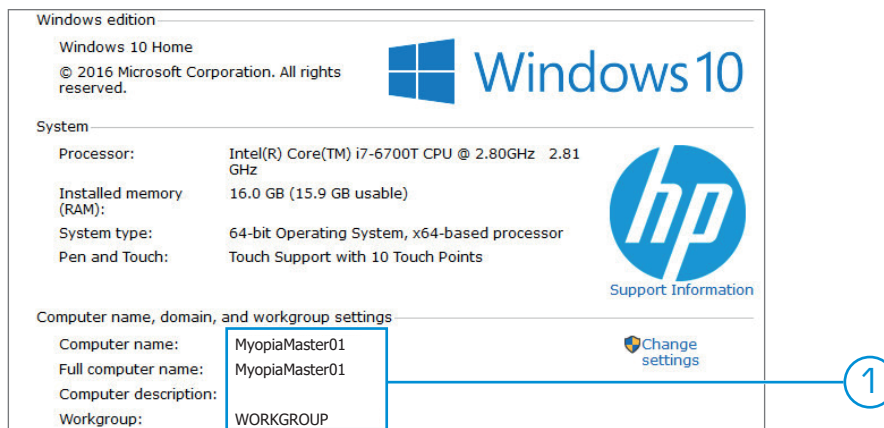 Windows edition
Windows 10 Home
© 2016 Microsoft Corporation. All rights
reserved.
Windows 10
System
Processor: Intel(R) Core(TM) i7-6700T CPU @ 2.80GHz 2.81
GHz
Installed memory 16.0 GB (15.9 GB usable)
(RAM):
System type: 64-bit Operating System, x64-based processor
Pen and Touch: Touch Support with 10 Touch Points
hp
Support Information
Computer name, domain, and workgroup settings
Computer name: MyopiaMaster01 Change
settings
Full computer name: MyopiaMaster01
1
Computer description:
Workgroup: WORKGROUP